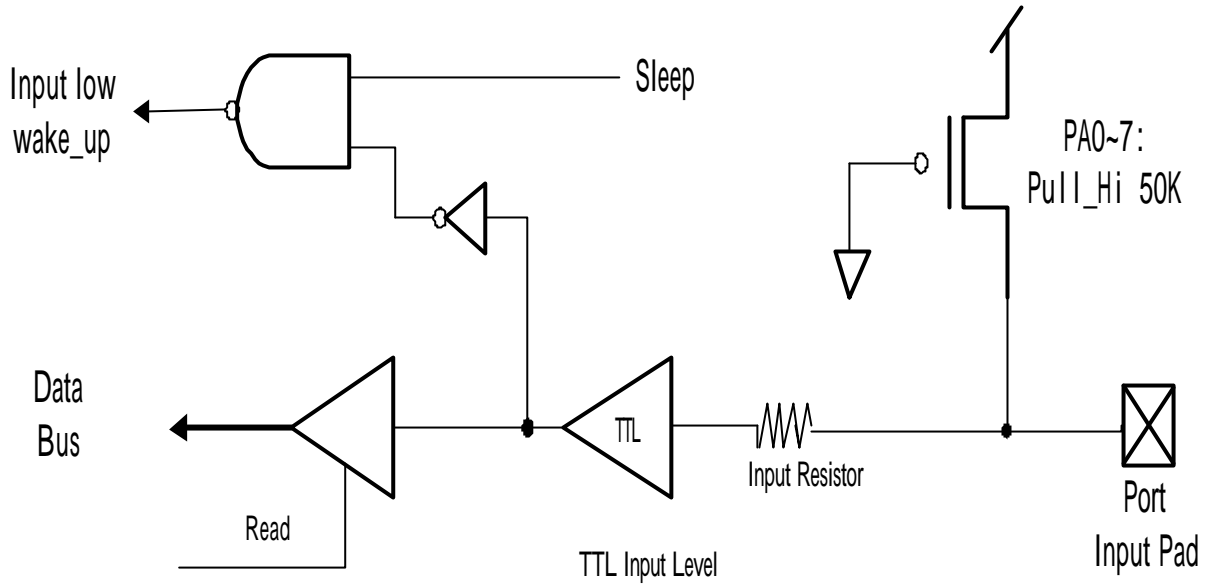 Input low
wake_up
Sleep
PA0~7:
Pull_Hi 50K
Data
Bus
TTL
Input Resistor
Read
TTL Input Level
Port
Input Pad